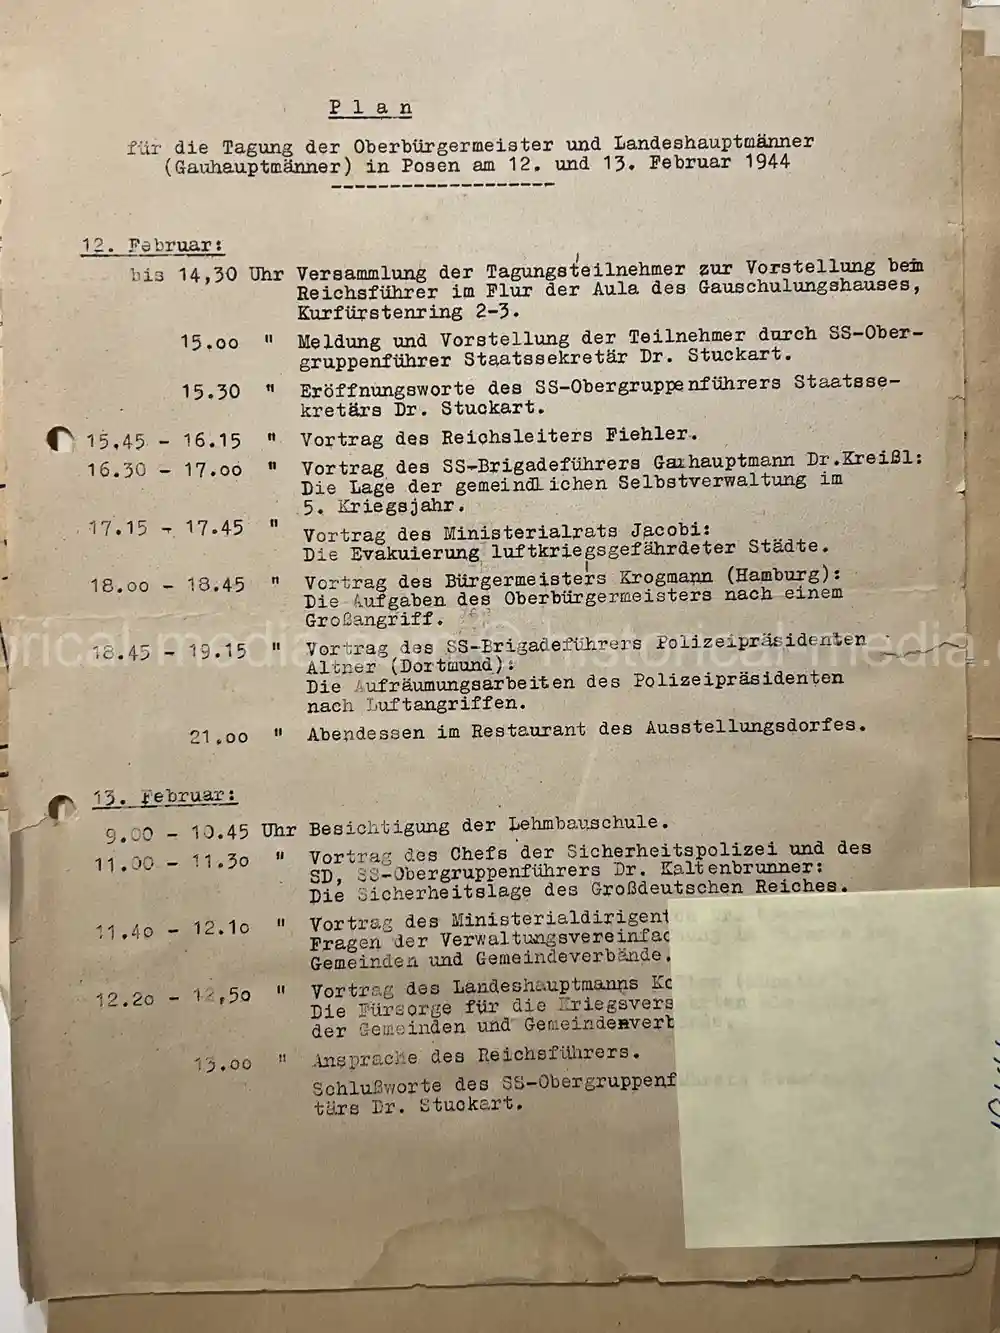 Plan
für die Tagung der Oberbürgermeister und Landeshauptmänner
(Gauhauptmänner) in Posen am 12. und 13. Februar 1944
--------------------
12. Februar:
bis 14,30 Uhr Versammlung der Tagungsteilnehmer zur Vorstellung beim
Reichsführer im Flur der Aula des Gauschulungshauses,
Kurfürstenring 2-3.
15.00 " Meldung und Vorstellung der Teilnehmer durch SS-Ober-
gruppenführer Staatssekretär Dr. Stuckart.
15.30 " Eröffnungsworte des SS-Obergruppenführers Staatsse-
kretärs Dr. Stuckart.
15.45 - 16.15 " Vortrag des Reichsleiters Fiehler.
16.30 - 17.00 " Vortrag des SS-Brigadeführers Gauhauptmann Dr.Kreißl:
Die Lage der gemeindlichen Selbstverwaltung im
5. Kriegsjahr.
17.15 - 17.45 " Vortrag des Ministerialrats Jacobi:
Die Evakuierung luftkriegsgefährdeter Städte.
18.00 - 18.45 " Vortrag des Bürgermeisters Krogmann (Hamburg):
Die Aufgaben des Oberbürgermeisters nach einem
Großangriff.
18.45 - 19.15 " Vortrag des SS-Brigadeführers Polizeipräsidenten
Altner (Dortmund):
Die Aufräumungsarbeiten des Polizeipräsidenten
nach Luftangriffen.
21.00 " Abendessen im Restaurant des Ausstellungsdorfes.
13. Februar:
9.00 - 10.45 Uhr Besichtigung der Lehmbauschule.
11.00 - 11.30 " Vortrag des Chefs der Sicherheitspolizei und des
SD, SS-Obergruppenführers Dr. Kaltenbrunner:
Die Sicherheitslage des Großdeutschen Reiches.
11.40 - 12.10 " Vortrag des Ministerialdirigent
Fragen der Verwaltungsvereinfac
Gemeinden und Gemeindeverbände.
12.20 - 12,50 " Vortrag des Landeshauptmanns
Die Fürsorge für die Kriegsvers
der Gemeinden und Gemeindeverb
13.00 " Ansprache des Reichsführers.
Schlußworte des SS-Obergruppenf
tärs Dr. Stuckart.